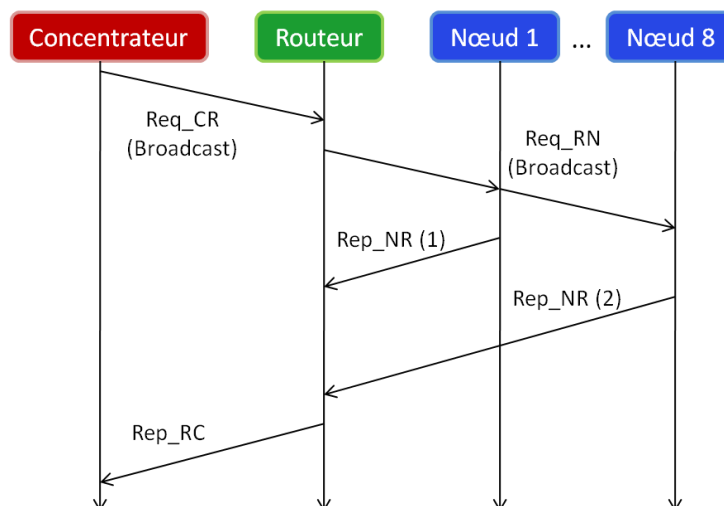 Concentrateur
Routeur
Nœud 1
...
Nœud 8
Req_CR
(Broadcast)
Req_RN
(Broadcast)
Rep_NR (1)
Rep_NR (2)
Rep_RC